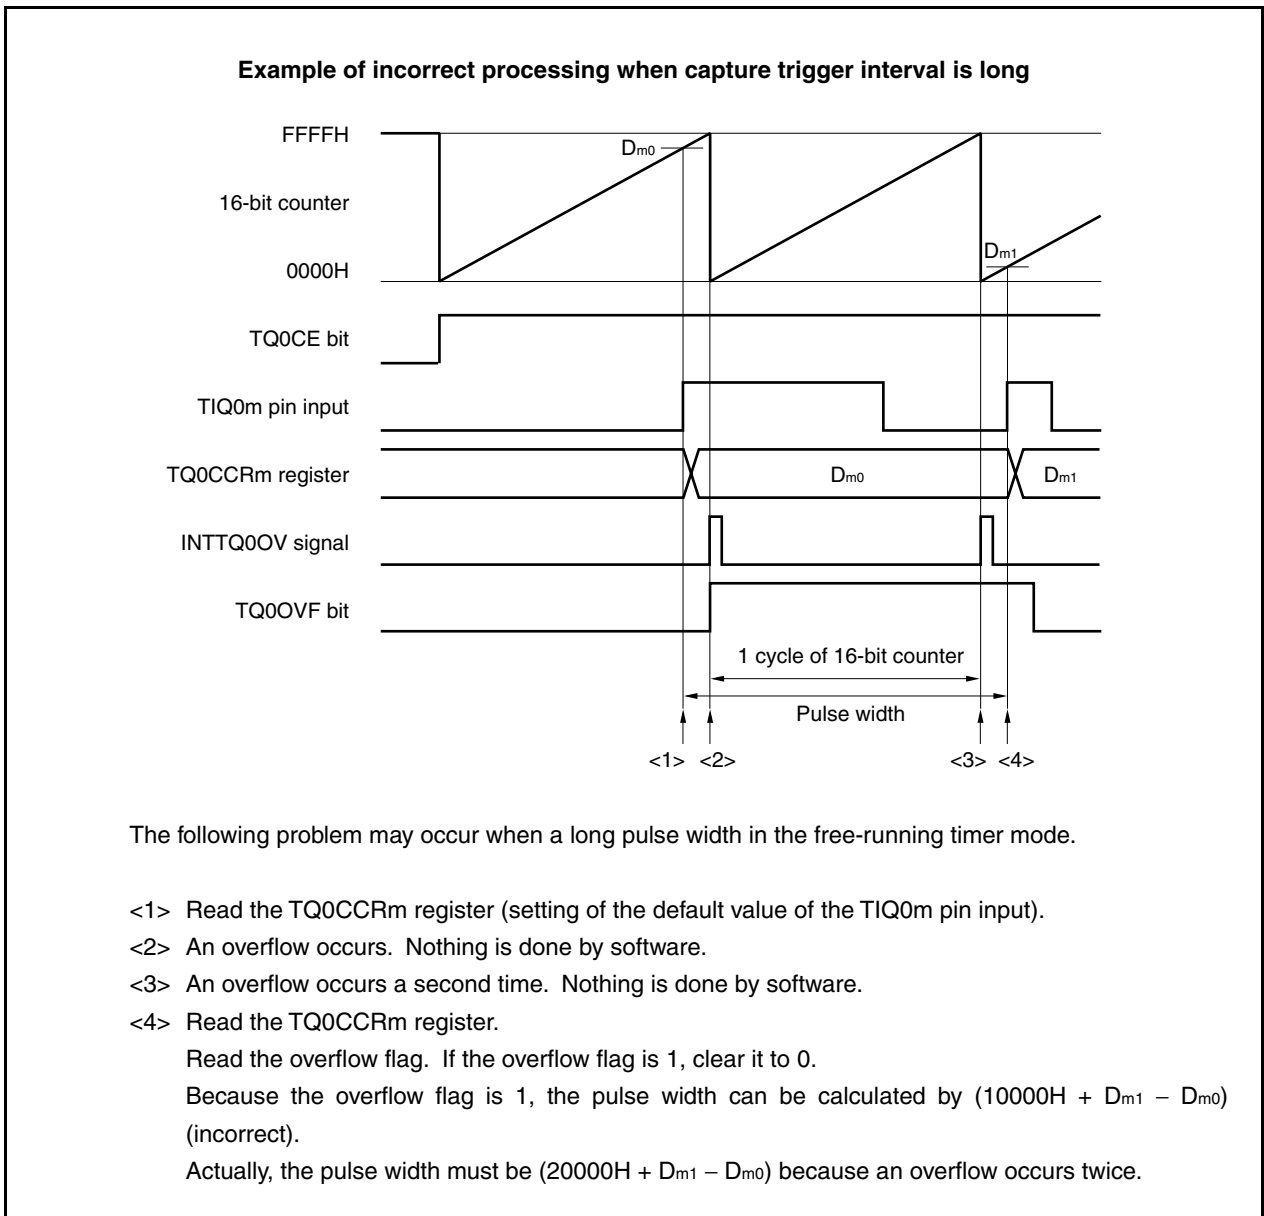 Example of incorrect processing when capture trigger interval is long
FFFFH
Dm0
16-bit counter
Dm1
0000H
TQ0CE bit
TIQ0m pin input
TQ0CCRm register
Dm0
Dm1
INTTQ0OV signal
TQ0OVF bit
1 cycle of 16-bit counter
Pulse width
<1> <2> <3> <4>
The following problem may occur when a long pulse width in the free-running timer mode.
<1> Read the TQ0CCRm register (setting of the default value of the TIQ0m pin input).
<2> An overflow occurs. Nothing is done by software.
<3> An overflow occurs a second time. Nothing is done by software.
<4> Read the TQ0CCRm register.
Read the overflow flag. If the overflow flag is 1, clear it to 0.
Because the overflow flag is 1, the pulse width can be calculated by (10000H + Dm1 − Dm0)
(incorrect).
Actually, the pulse width must be (20000H + Dm1 − Dm0) because an overflow occurs twice.